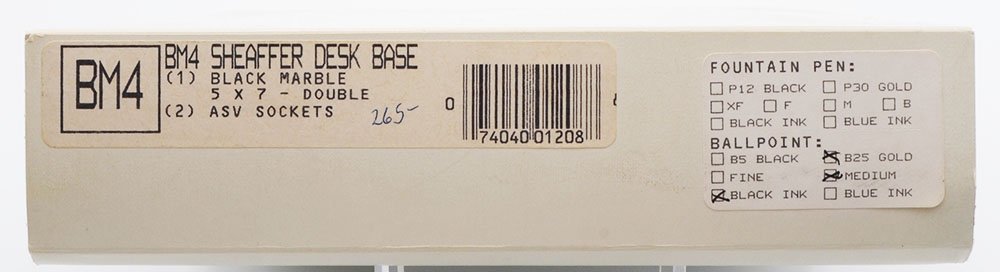 BM4
BM4 SHEAFFER DESK BASE
(1) BLACK MARBLE
5 X 7 - DOUBLE
(2) ASV SOCKETS
265-
0
74040 01208
FOUNTAIN PEN:
P12 BLACK P30 GOLD
XF F M B
BLACK INK BLUE INK
BALLPOINT:
B5 BLACK B25 GOLD
FINE MEDIUM
BLACK INK BLUE INK